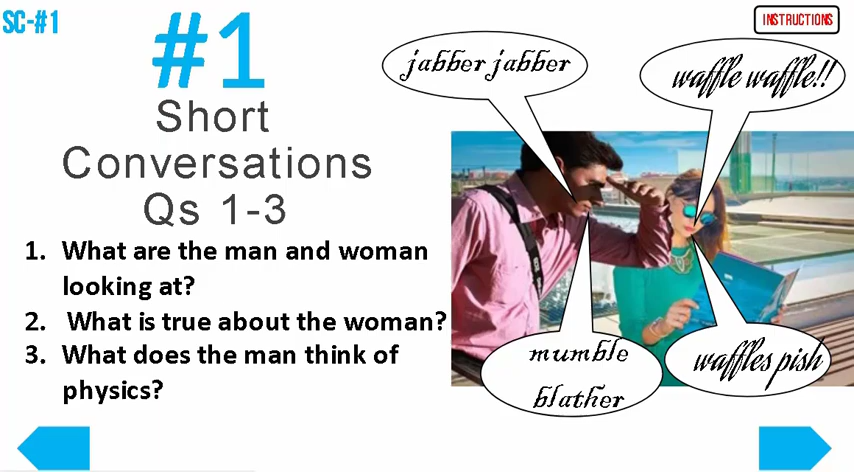 SC-#1
INSTRUCTIONS
#1
Short
Conversations
Qs 1-3
1. What are the man and woman
looking at?
2. What is true about the woman?
3. What does the man think of
physics?
jabber jabber
waffle waffle!!
mumble
blather
waffles pish